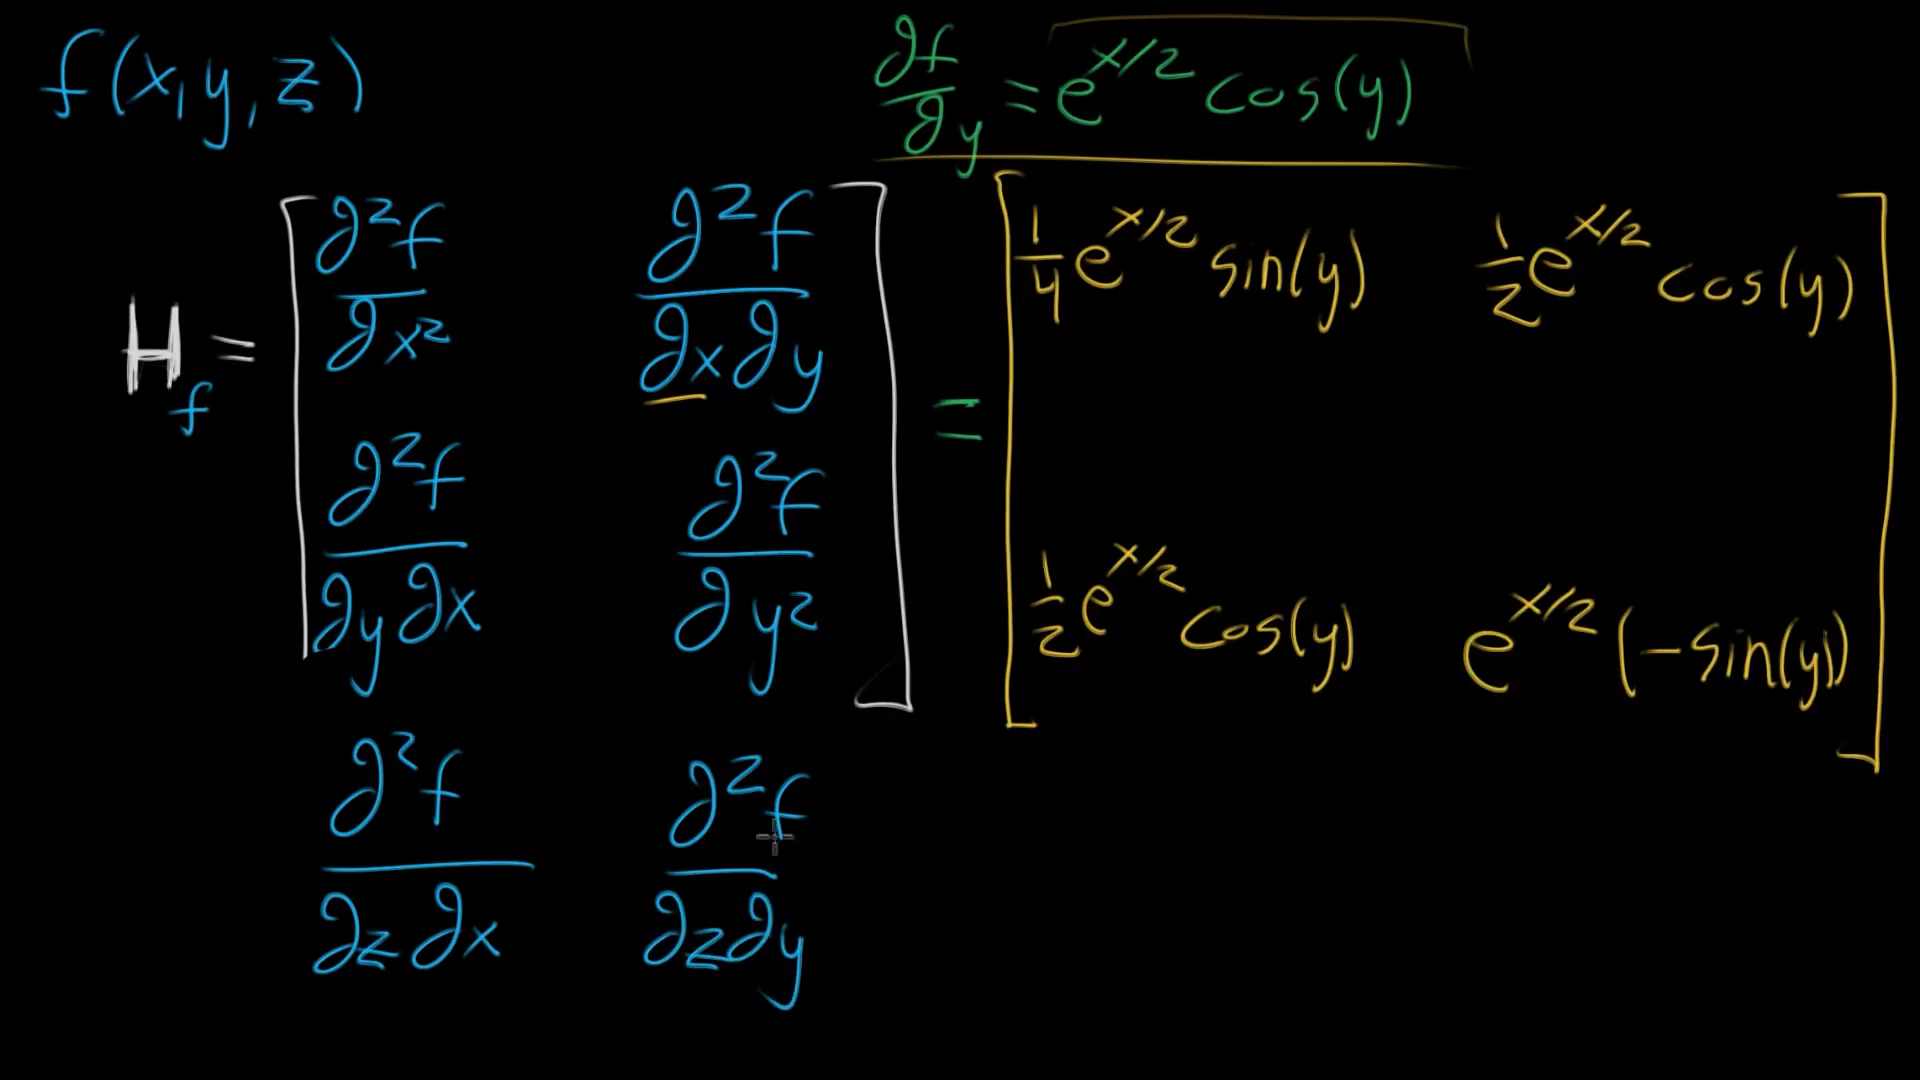 f(x,y,z)
∂f/∂y = e^{x/2} cos(y)
H_f = [ ∂²f/∂x² ∂²f/∂x∂y ] = [ 1/4 e^{x/2} sin(y) 1/2 e^{x/2} cos(y) ]
∂²f/∂y∂x ∂²f/∂y² 1/2 e^{x/2} cos(y) e^{x/2} (-sin(y))
∂²f/∂z∂x ∂²f/∂z∂y